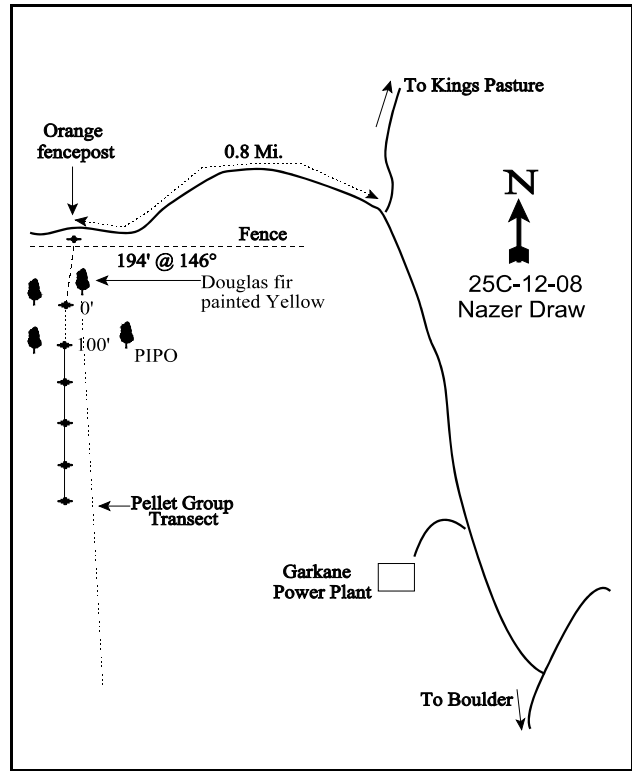 To Kings Pasture
Orange
fencepost
0.8 Mi.
N
Fence
194' @ 146°
25C-12-08
Nazer Draw
Douglas fir
painted Yellow
0'
100'
PIPO
Pellet Group
Transect
Garkane
Power Plant
To Boulder